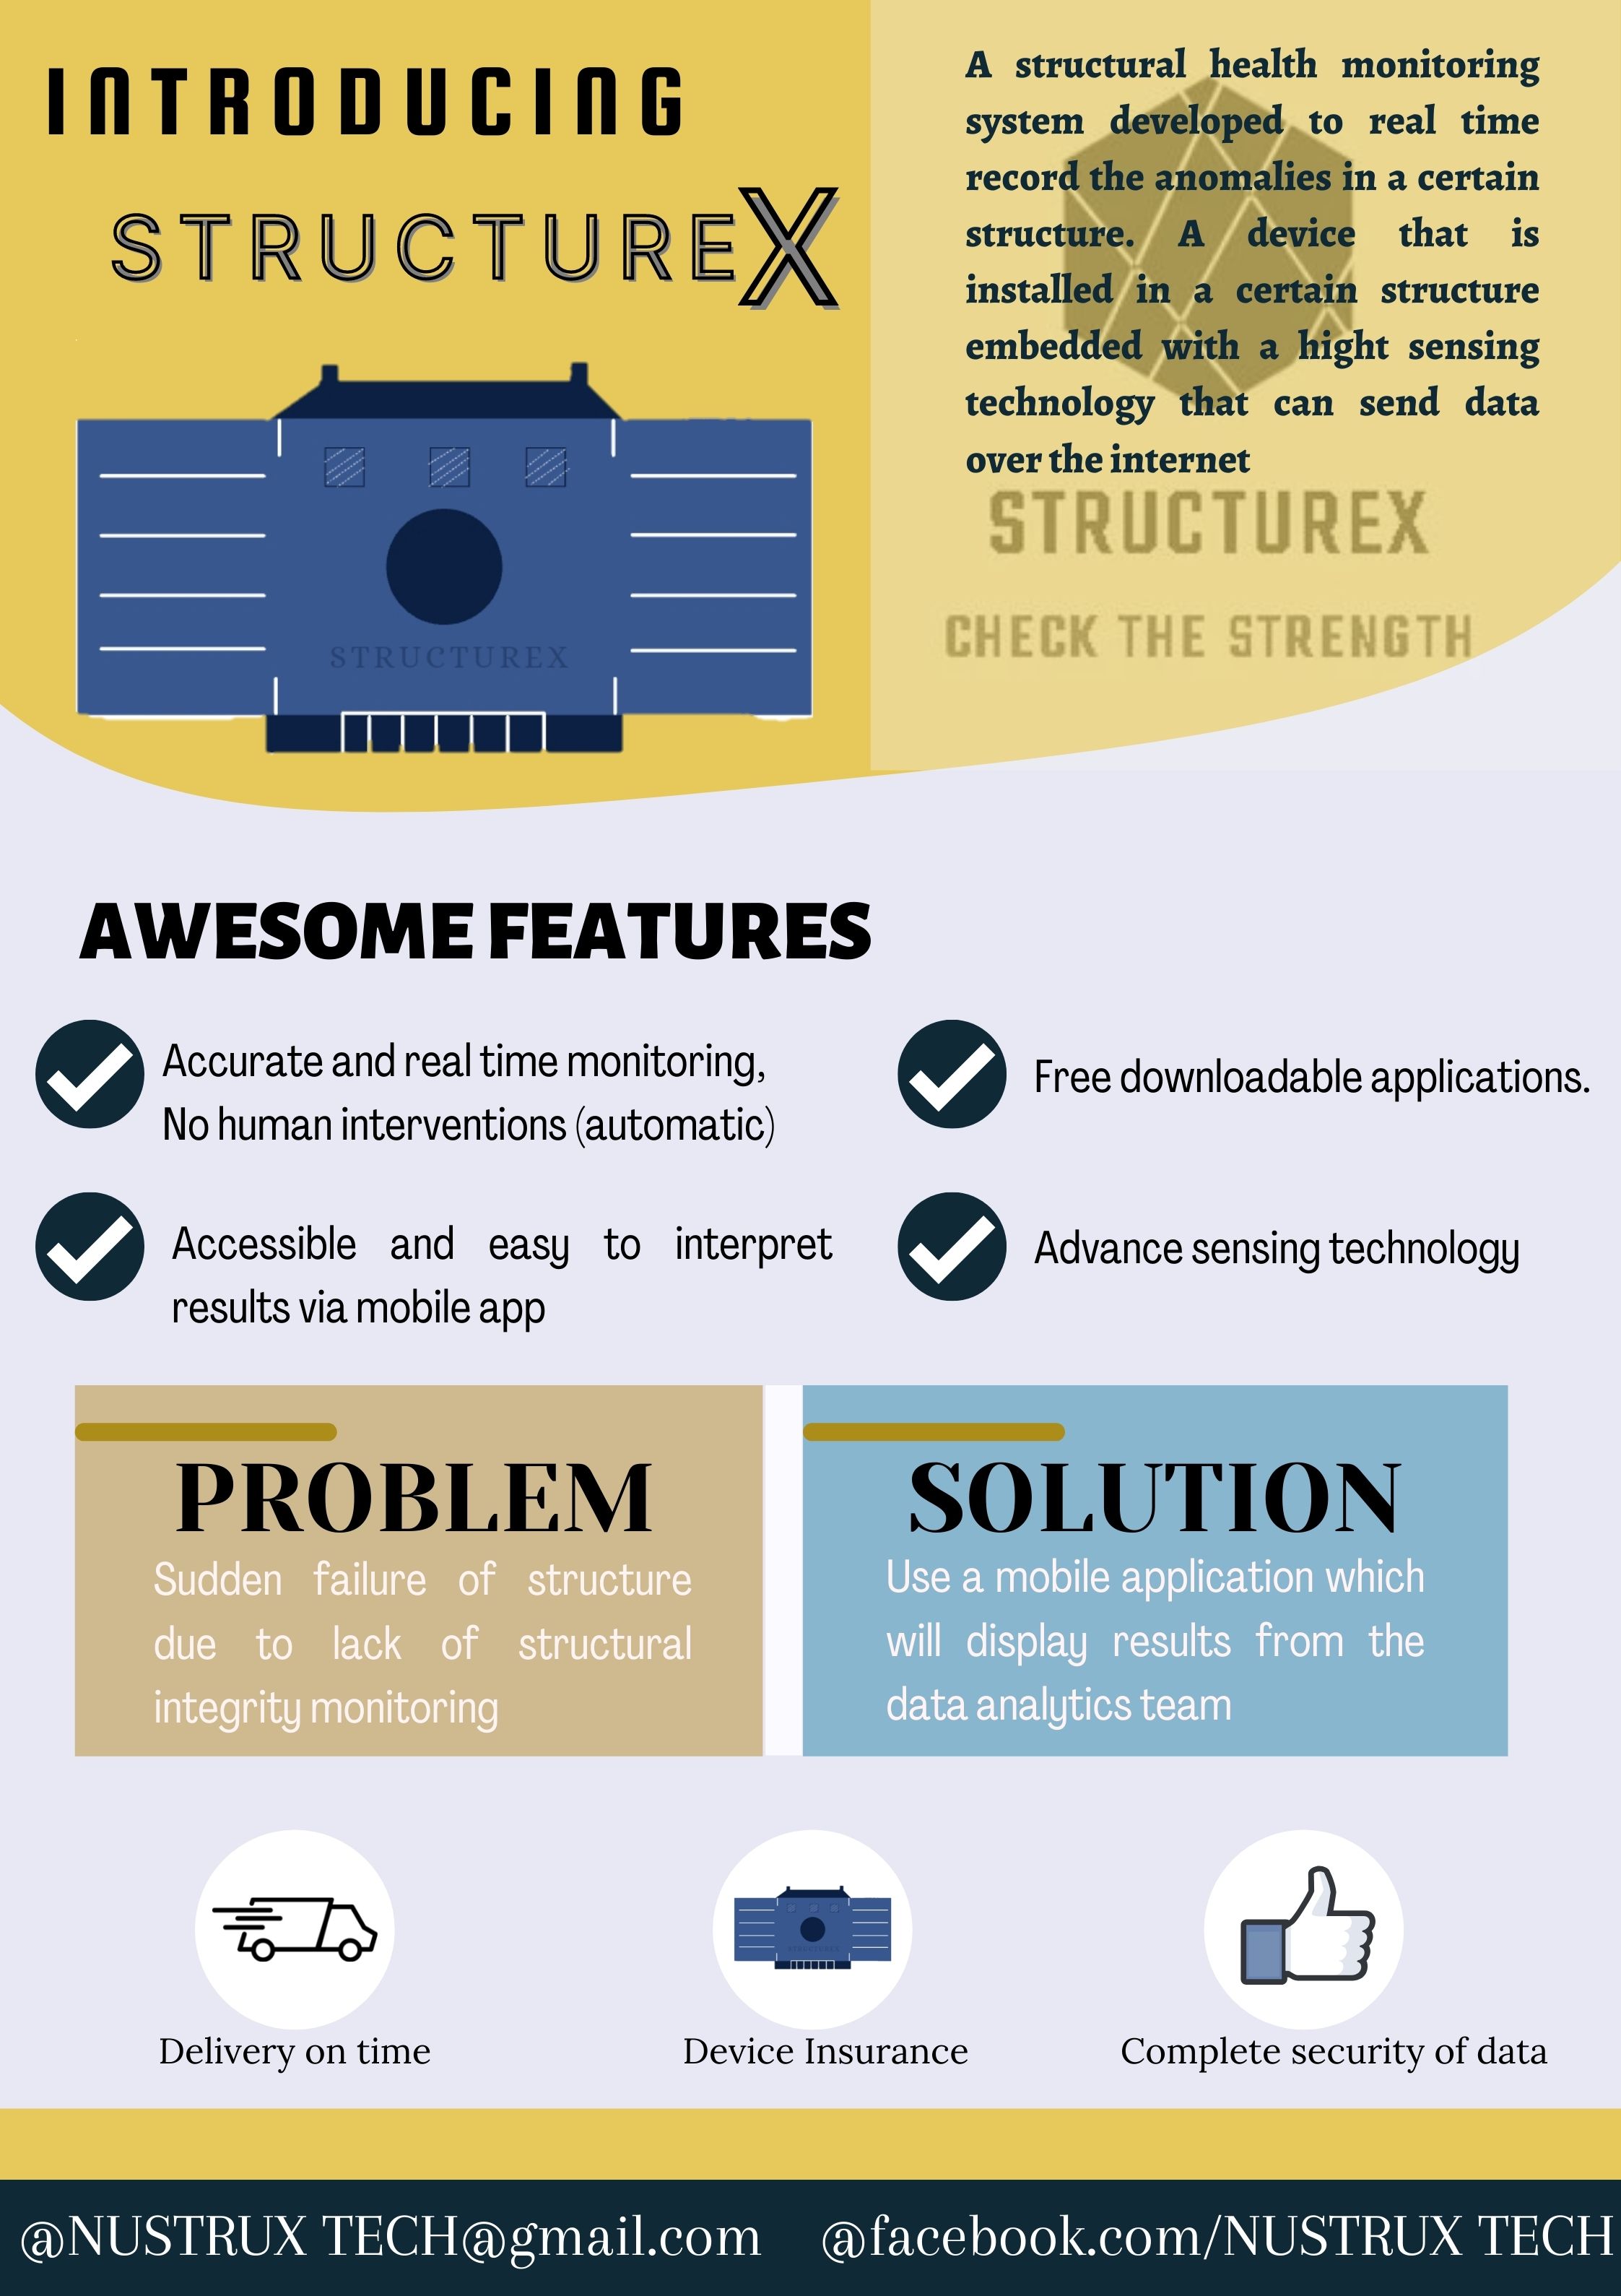 INTRODUCING
STRUCTUREX
STRUCTUREX
A structural health monitoring
system developed to real time
record the anomalies in a certain
structure. A device that is
installed in a certain structure
embedded with a hight sensing
technology that can send data
over the internet
STRUCTUREX
CHECK THE STRENGTH
AWESOME FEATURES
Accurate and real time monitoring,
No human interventions (automatic)
Free downloadable applications.
Accessible and easy to interpret
results via mobile app
Advance sensing technology
PROBLEM
Sudden failure of structure
due to lack of structural
integrity monitoring
SOLUTION
Use a mobile application which
will display results from the
data analytics team
Delivery on time
Device Insurance
Complete security of data
@NUSTRUX TECH@gmail.com
@facebook.com/NUSTRUX TECH